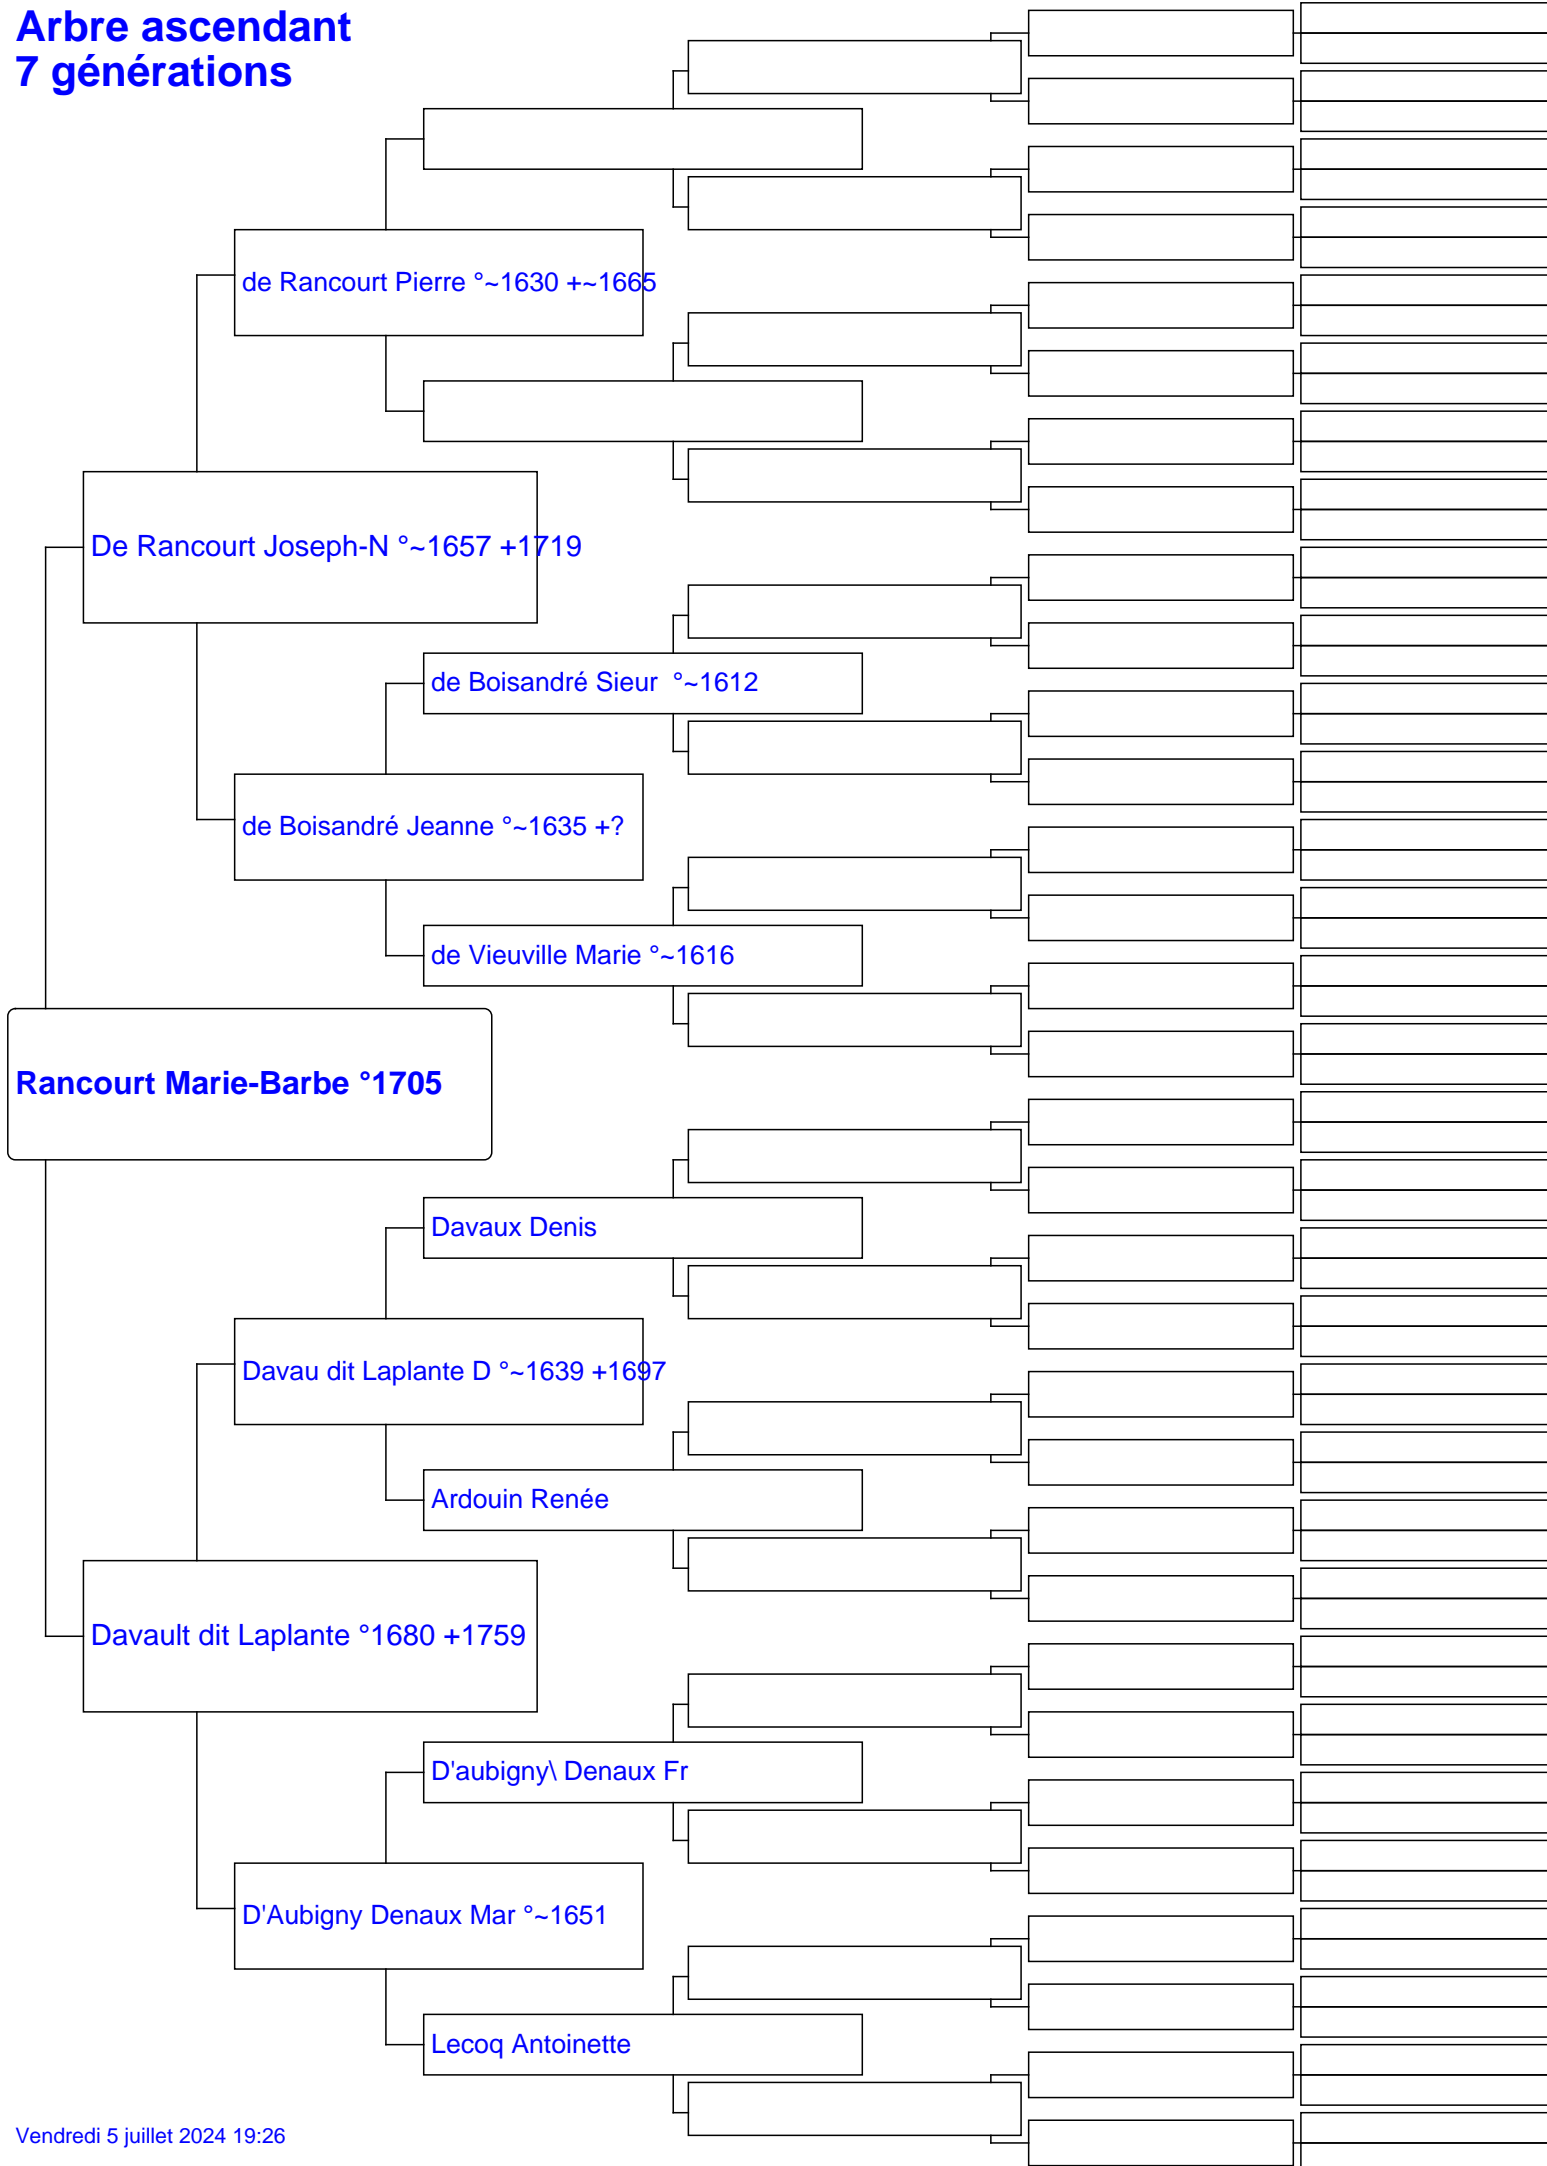 Arbre ascendant
7 générations
de Rancourt Pierre °~1630 +~1665
De Rancourt Joseph-N °~1657 +1719
de Boisandré Sieur  °~1612
de Boisandré Jeanne °~1635 +?
de Vieuville Marie °~1616
Rancourt Marie-Barbe °1705
Davaux Denis
Davau dit Laplante D °~1639 +1697
Ardouin Renée
Davault dit Laplante °1680 +1759
D'aubigny\ Denaux Fr
D'Aubigny Denaux Mar °~1651
Lecoq Antoinette
Vendredi 5 juillet 2024 19:26